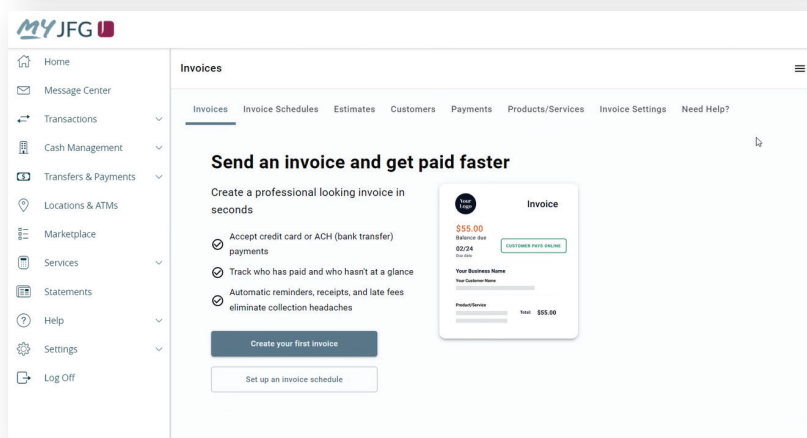 MY JFG
Home
Message Center
Transactions
Cash Management
Transfers & Payments
Locations & ATMs
Marketplace
Services
Statements
Help
Settings
Log Off
Invoices
Invoices Invoice Schedules Estimates Customers Payments Products/Services Invoice Settings Need Help?
Send an invoice and get paid faster
Create a professional looking invoice in
seconds
Accept credit card or ACH (bank transfer)
payments
Track who has paid and who hasn't at a glance
Automatic reminders, receipts, and late fees
eliminate collection headaches
Create your first invoice
Set up an invoice schedule
Your
Logo
Invoice
$55.00
Balance due
02/24
Due date
CUSTOMER PAYS ONLINE
Your Business Name
Your Customer Name
Product/Service
Total: $55.00